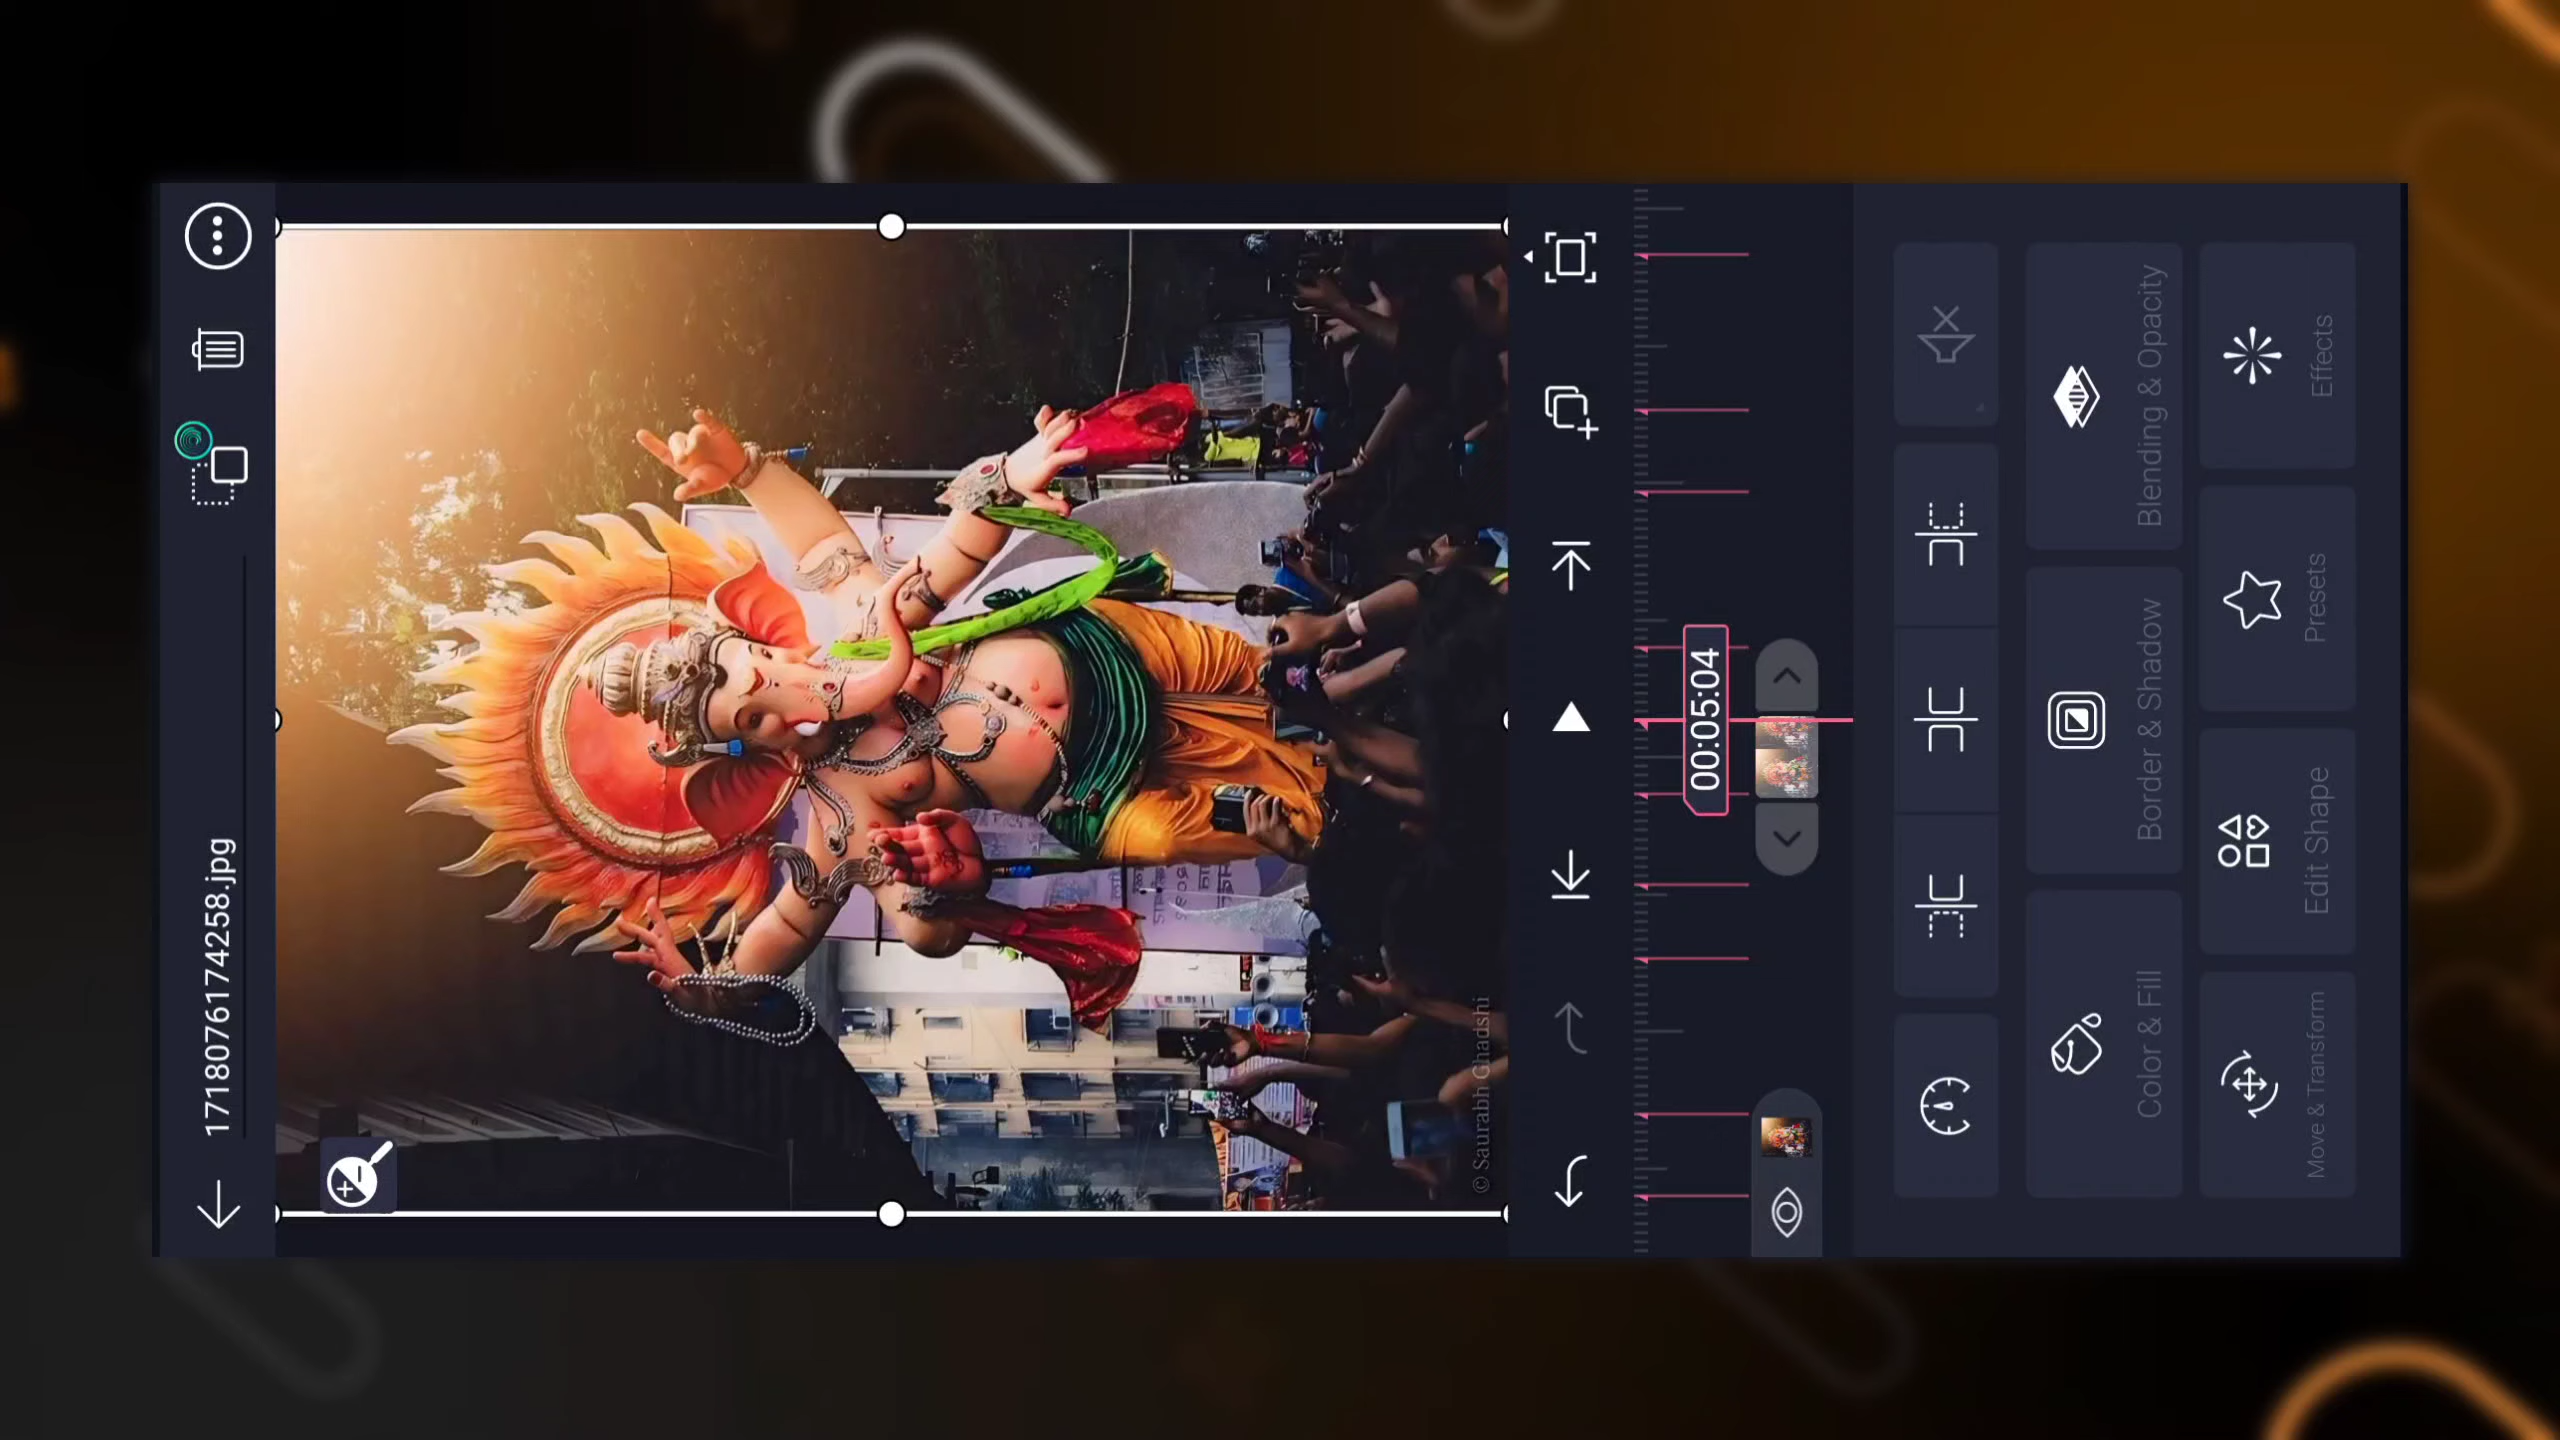 1718076174258.jpg
© Saurabh Ghadshi
00:05:04
Color & Fill
Border & Shadow
Blending & Opacity
Move & Transform
Edit Shape
Presets
Effects